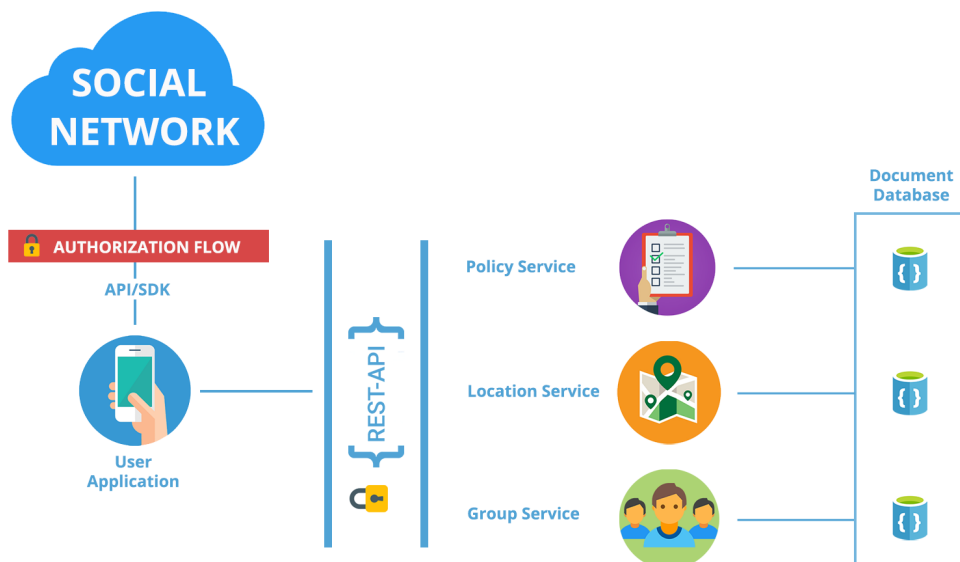 SOCIAL
NETWORK
AUTHORIZATION FLOW
API/SDK
User
Application
{REST-API}
Policy Service
Location Service
Group Service
Document
Database
{ }
{ }
{ }